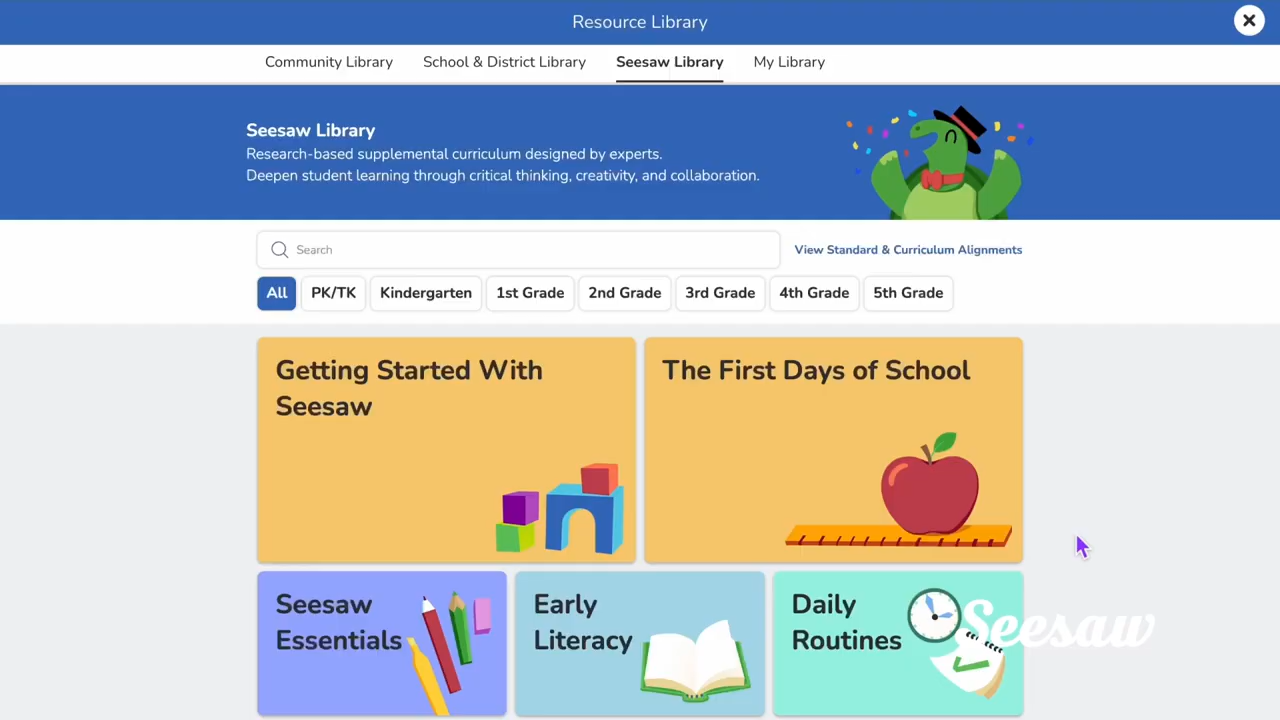 Resource Library
Community Library
School & District Library
Seesaw Library
My Library
Seesaw Library
Research-based supplemental curriculum designed by experts.
Deepen student learning through critical thinking, creativity, and collaboration.
Search
View Standard & Curriculum Alignments
All
PK/TK
Kindergarten
1st Grade
2nd Grade
3rd Grade
4th Grade
5th Grade
Getting Started With
Seesaw
The First Days of School
Seesaw
Essentials
Early
Literacy
Daily
Routines
Seesaw